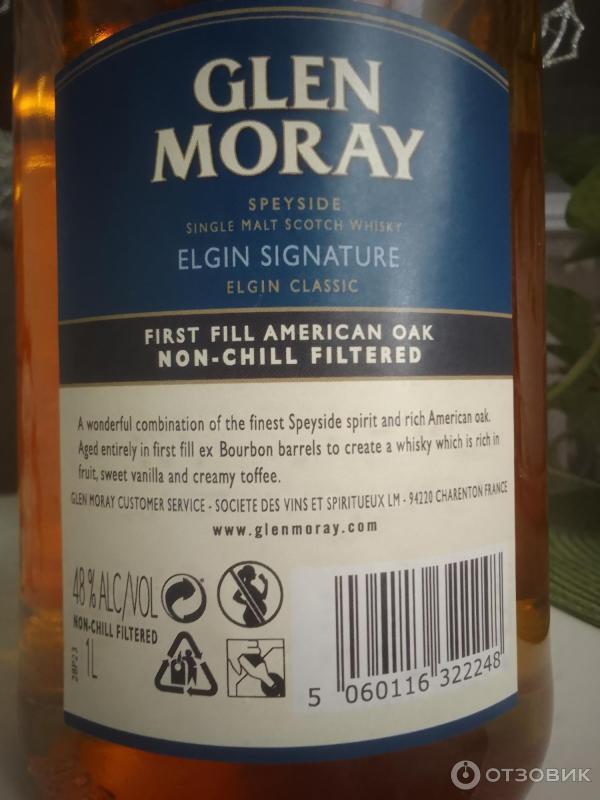 GLEN
MORAY
SPEYSIDE
SINGLE MALT SCOTCH WHISKY
ELGIN SIGNATURE
ELGIN CLASSIC
FIRST FILL AMERICAN OAK
NON-CHILL FILTERED
A wonderful combination of the finest Speyside spirit and rich American oak.
Aged entirely in first fill ex Bourbon barrels to create a whisky which is rich in
fruit, sweet vanilla and creamy toffee.
GLEN MORAY CUSTOMER SERVICE - SOCIETE DES VINS ET SPIRITUEUX LM - 94220 CHARENTON FRANCE
www.glenmoray.com
48 % ALC/VOL
NON-CHILL FILTERED
1L
28P23
5 060116 322248
ОТЗОВИК